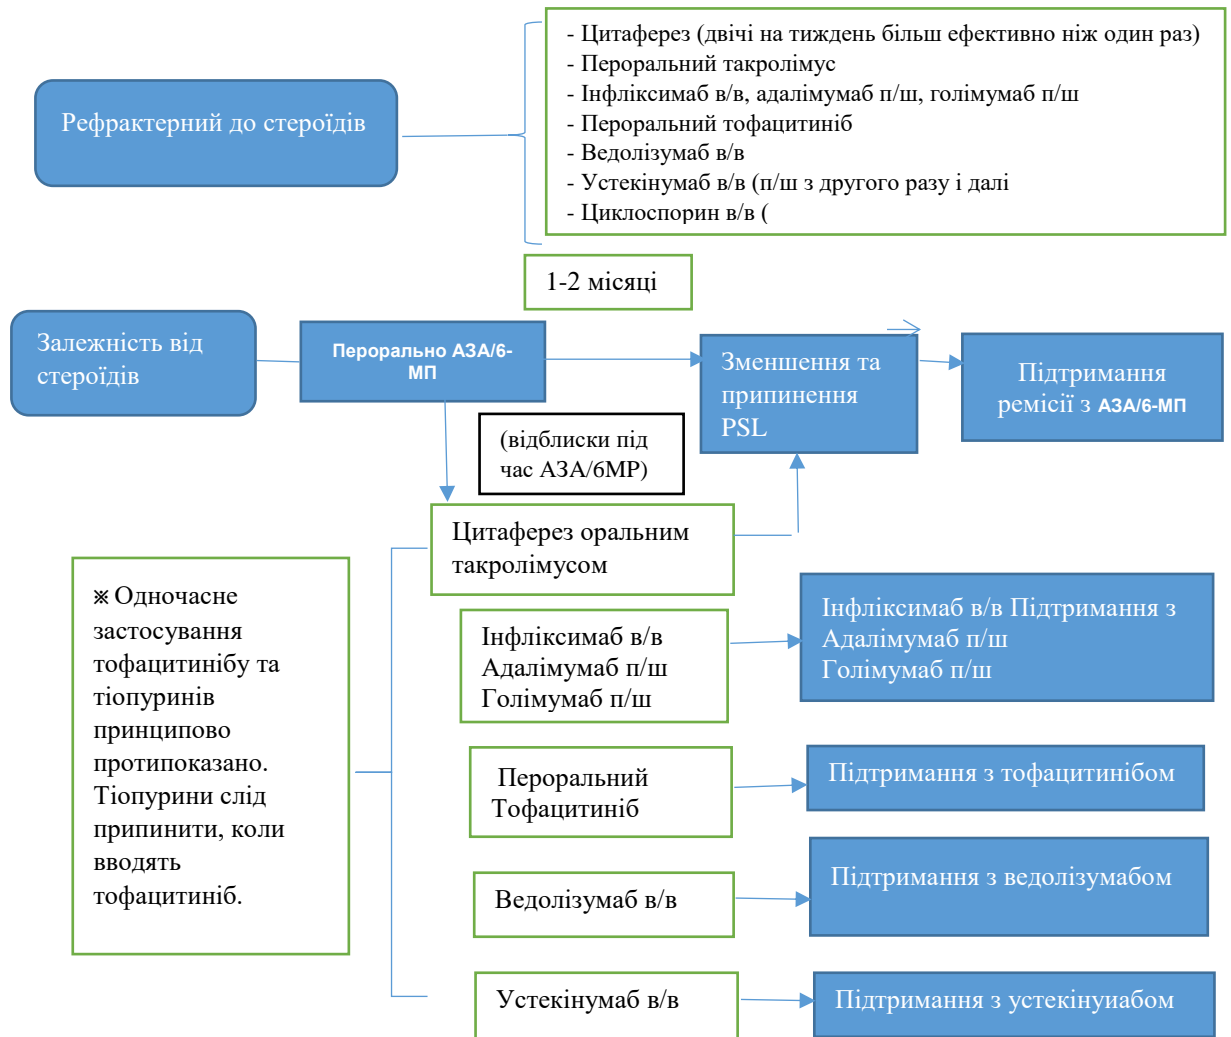 - Цитаферез (двічі на тиждень більш ефективно ніж один раз)
- Пероральний такролімус
- Інфліксимаб в/в, адалімумаб п/ш, голімумаб п/ш
- Пероральний тофацитиніб
- Ведолізумаб в/в
- Устекінумаб в/в (п/ш з другого разу і далі
- Циклоспорин в/в (
Рефрактерний до стероїдів
1-2 місяці
Залежність від
стероїдів
Перорально АЗА/6-
МП
Зменшення та
припинення
PSL
Підтримання
ремісії з АЗА/6-МП
(відблиски під
час АЗА/6МР)
Цитаферез оральним
такролімусом
※ Одночасне
застосування
тофацитинібу та
тіопуринів
принципово
протипоказано.
Тіопурини слід
припинити, коли
вводять
тофацитиніб.
Інфліксимаб в/в
Адалімумаб п/ш
Голімумаб п/ш
Інфліксимаб в/в Підтримання з
Адалімумаб п/ш
Голімумаб п/ш
Пероральний
Тофацитиніб
Підтримання з тофацитинібом
Ведолізумаб в/в
Підтримання з ведолізумабом
Устекінумаб в/в
Підтримання з устекінуиабом